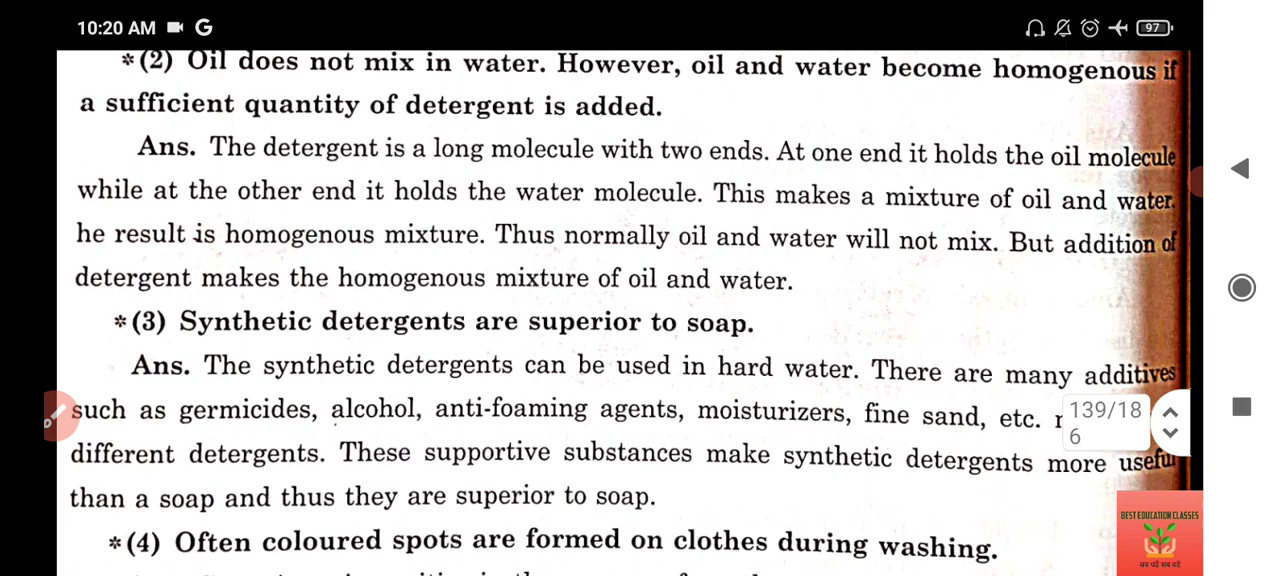 10:20 AM
97
*(2) Oil does not mix in water. However, oil and water become homogenous if
a sufficient quantity of detergent is added.
Ans. The detergent is a long molecule with two ends. At one end it holds the oil molecule
while at the other end it holds the water molecule. This makes a mixture of oil and water.
he result is homogenous mixture. Thus normally oil and water will not mix. But addition of
detergent makes the homogenous mixture of oil and water.
*(3) Synthetic detergents are superior to soap.
Ans. The synthetic detergents can be used in hard water. There are many additives
such as germicides, alcohol, anti-foaming agents, moisturizers, fine sand, etc.
139/18
6
different detergents. These supportive substances make synthetic detergents more useful
than a soap and thus they are superior to soap.
BEST EDUCATION CLASSES
सब पढ़ें सब बढ़ें
*(4) Often coloured spots are formed on clothes during washing.